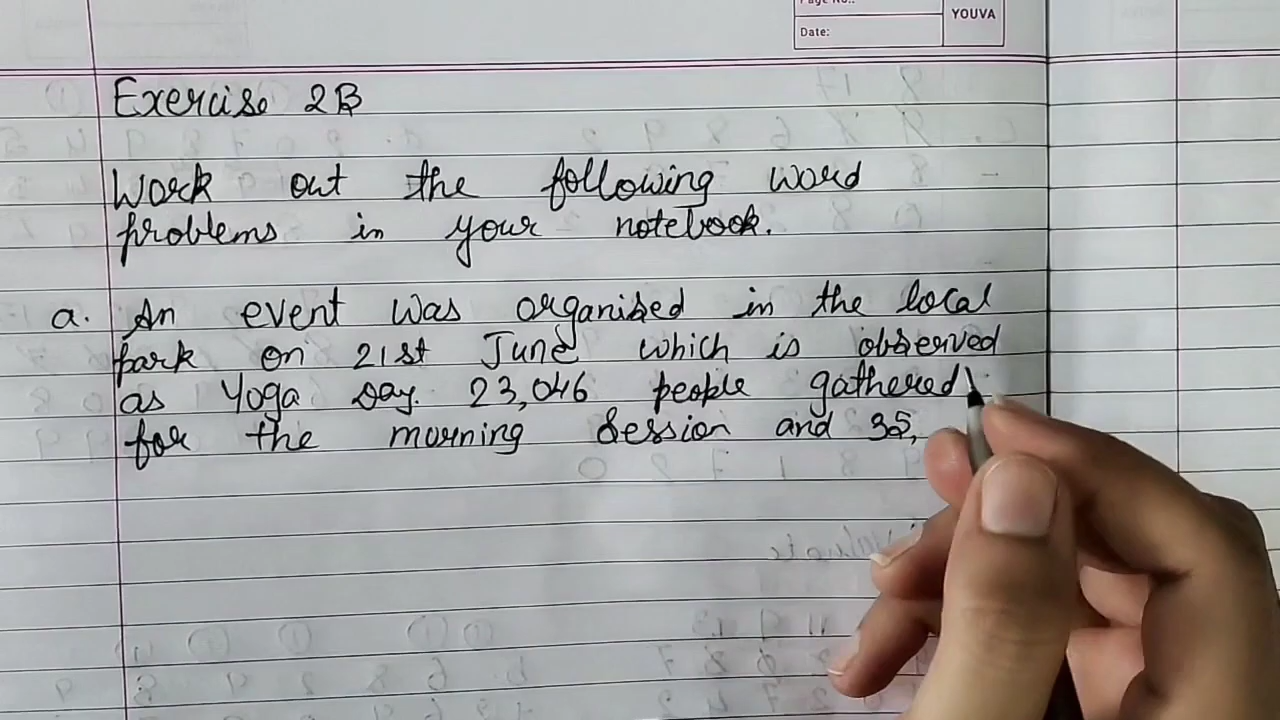 Page No.:
Date:
YOUVA
Exercise 2B
Work out the following word
problems in your notebook.
a. An event was organised in the local
park on 21st June which is observed
as Yoga Day. 23,046 people gathered
for the morning session and 35,